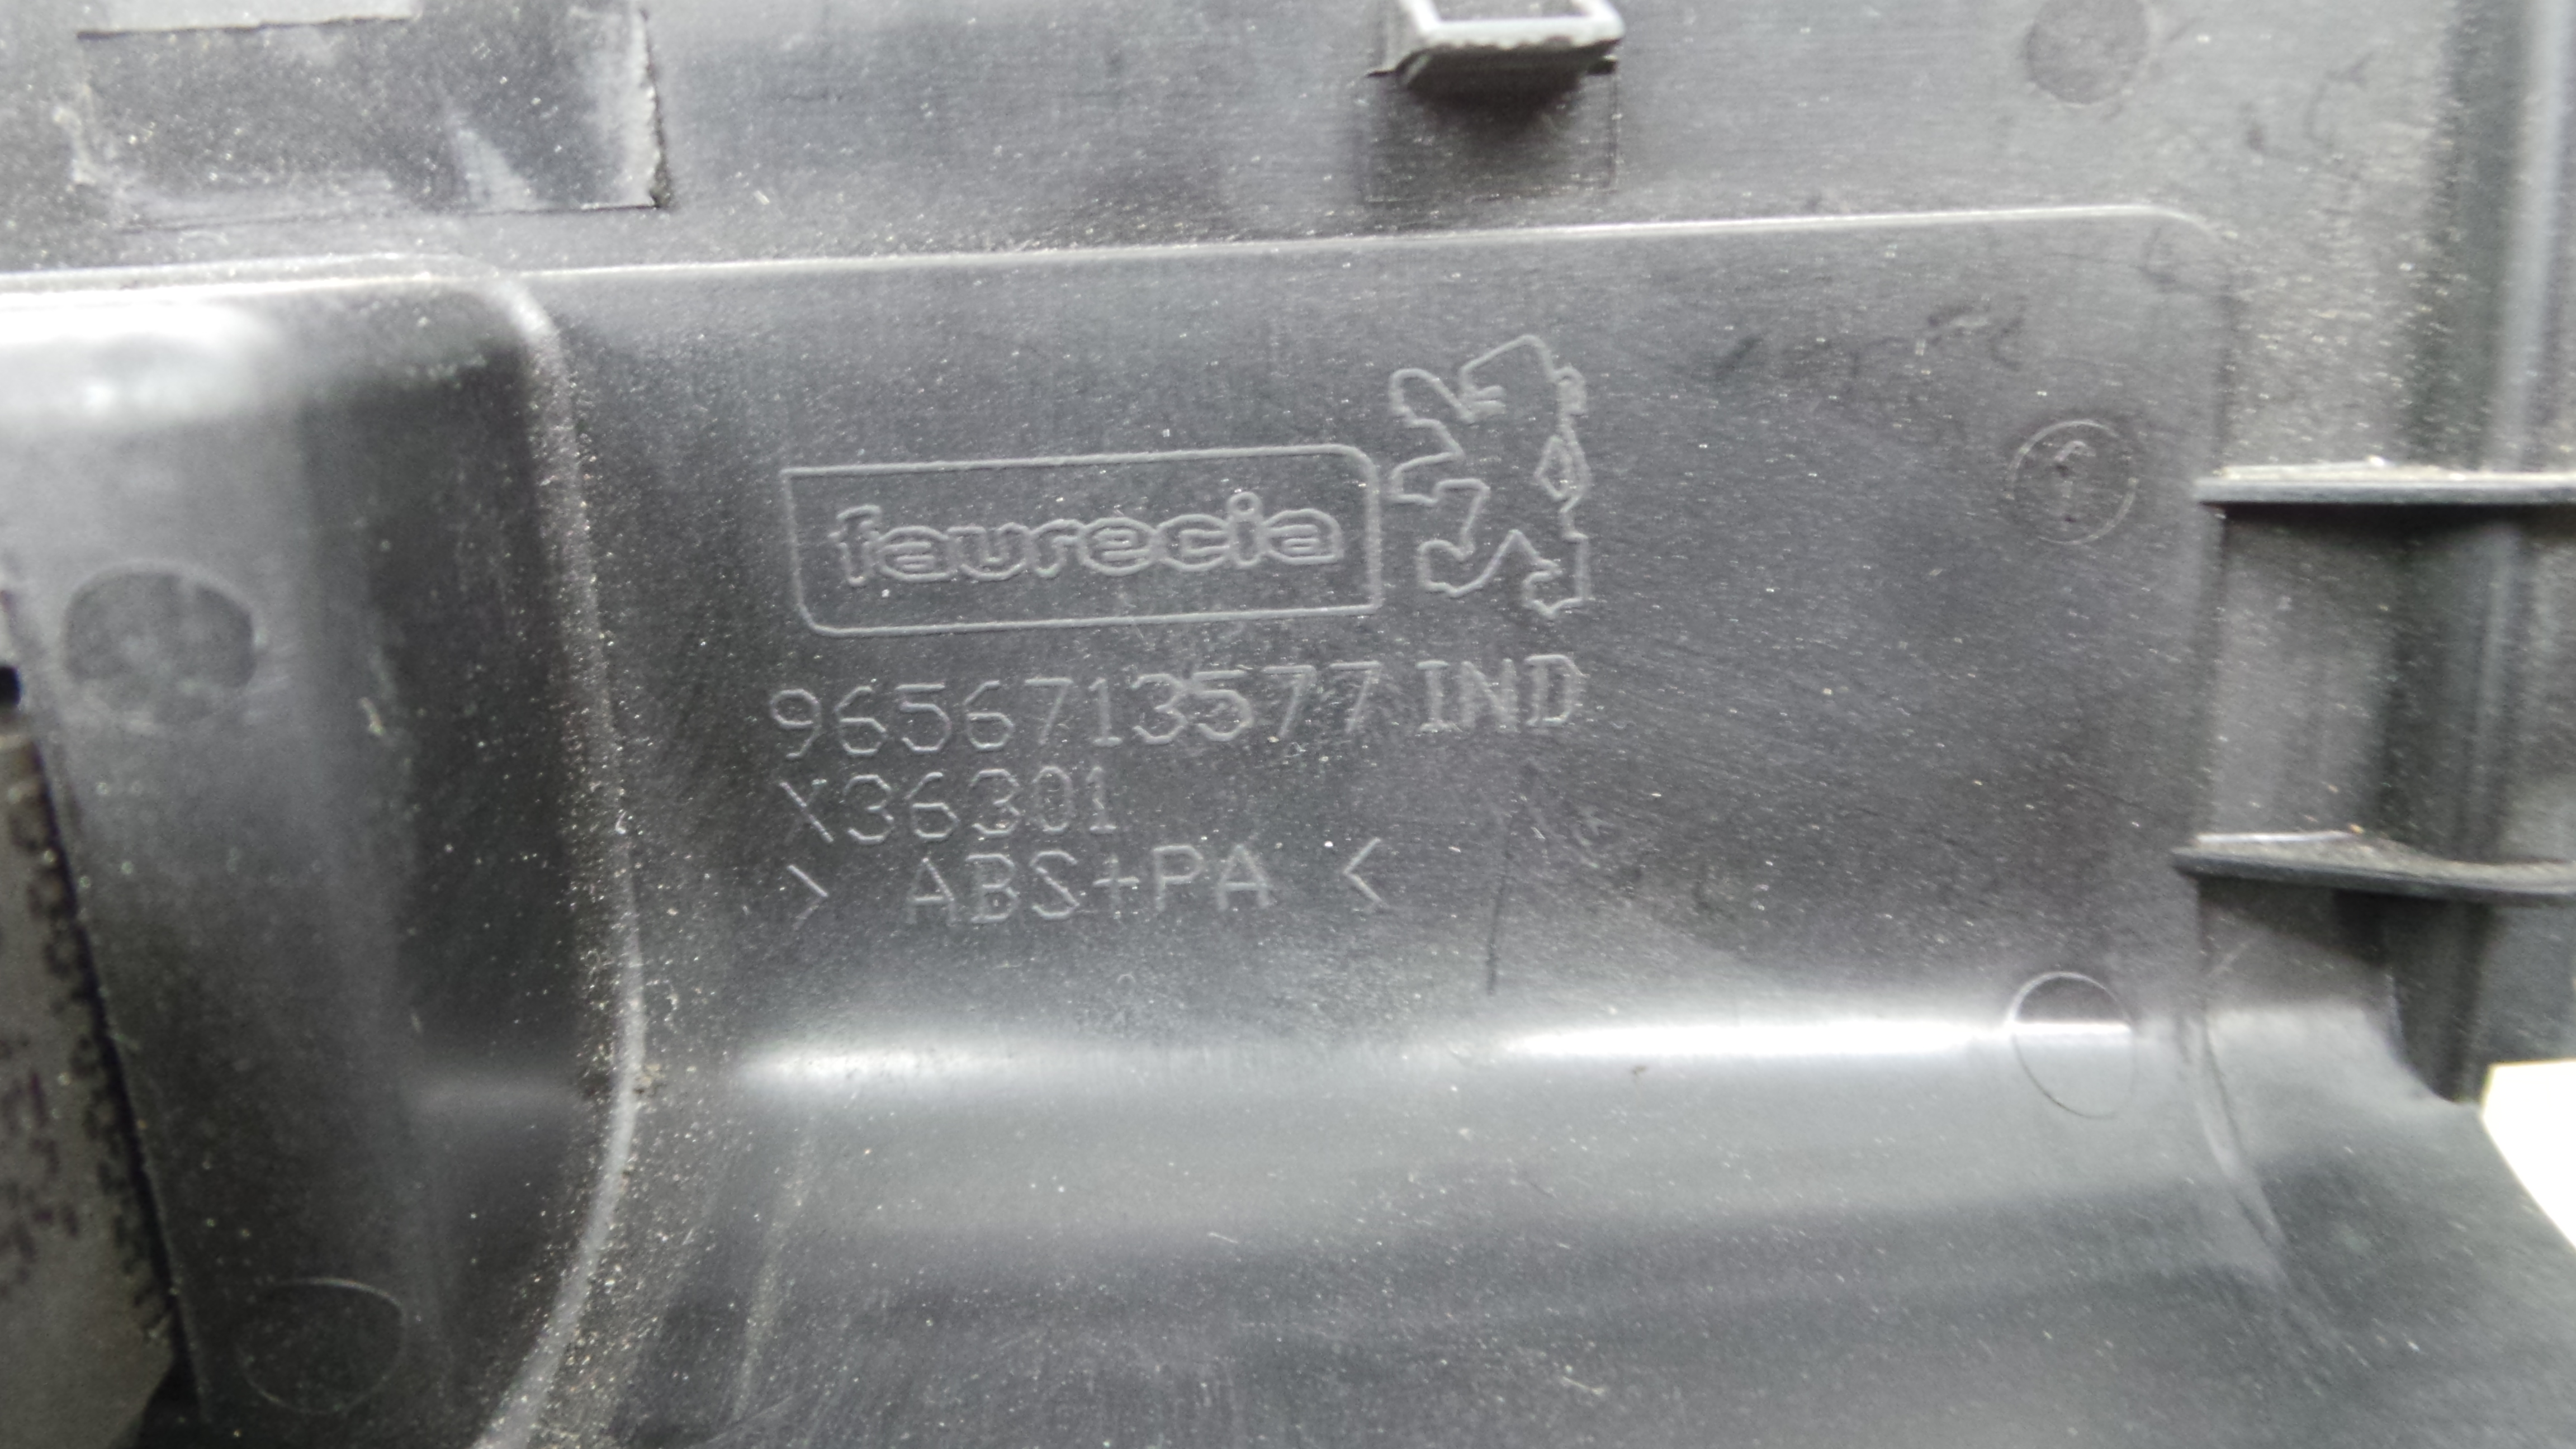 faurecia
9656713577 IND
X36301
> ABS+PA <